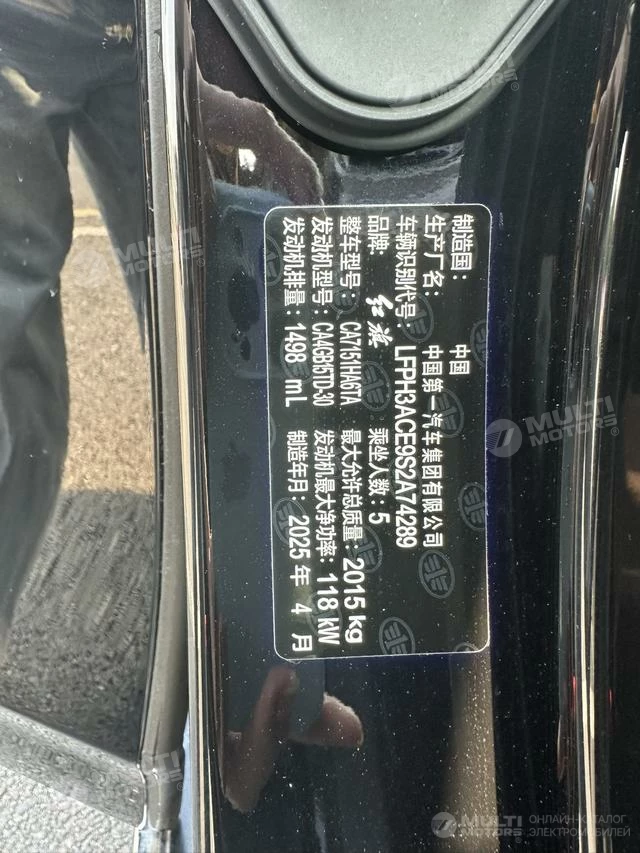 制造国： 中国
生产厂名： 中国第一汽车集团有限公司
车辆识别代号： LFPH3ACE9S2A74289
品牌： 红旗 乘坐人数：5
整车型号： CA7151HA6TA 最大允许总质量：2015 kg
发动机型号：CA4GB15TD-30 发动机最大净功率：118 kW
发动机排量：1498 mL 制造年月：2025 年 4 月
MULTI MOTORS
MULTI MOTORS
MULTI MOTORS
MULTI MOTORS
MULTI MOTORS ОНЛАЙН-КАТАЛОГ ЭЛЕКТРОМОБИЛЕЙ